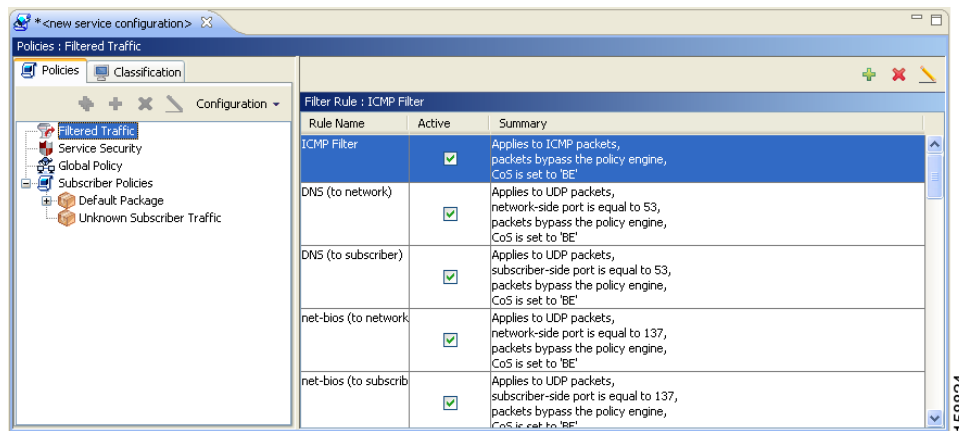 *<new service configuration>
Policies : Filtered Traffic
Policies
Classification
Configuration
Filtered Traffic
Service Security
Global Policy
Subscriber Policies
Default Package
Unknown Subscriber Traffic
Filter Rule : ICMP Filter
Rule Name Active Summary
ICMP Filter
Applies to ICMP packets,
packets bypass the policy engine,
CoS is set to 'BE'
DNS (to network)
Applies to UDP packets,
network-side port is equal to 53,
packets bypass the policy engine,
CoS is set to 'BE'
DNS (to subscriber)
Applies to UDP packets,
subscriber-side port is equal to 53,
packets bypass the policy engine,
CoS is set to 'BE'
net-bios (to network
Applies to UDP packets,
network-side port is equal to 137,
packets bypass the policy engine,
CoS is set to 'BE'
net-bios (to subscrib
Applies to UDP packets,
subscriber-side port is equal to 137,
packets bypass the policy engine,
CoS is set to 'BE'